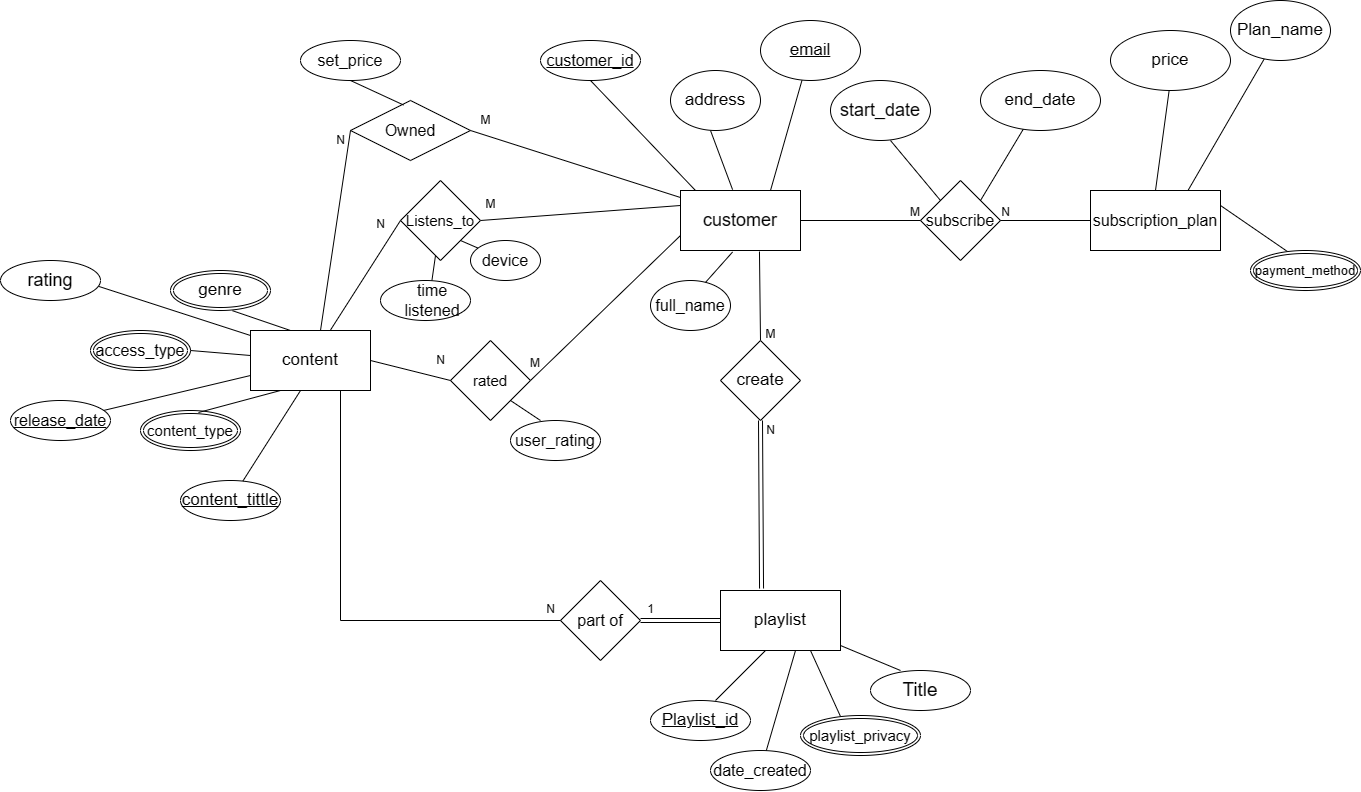 Plan_name
set_price
customer_id
email
price
address
start_date
end_date
M
Owned
N
M
N
Listens_to
customer
M
subscribe
N
subscription_plan
device
payment_method
rating
genre
time
listened
full_name
access_type
content
N
M
M
rated
create
release_date
content_type
user_rating
N
content_tittle
N
1
part of
playlist
Title
Playlist_id
playlist_privacy
date_created